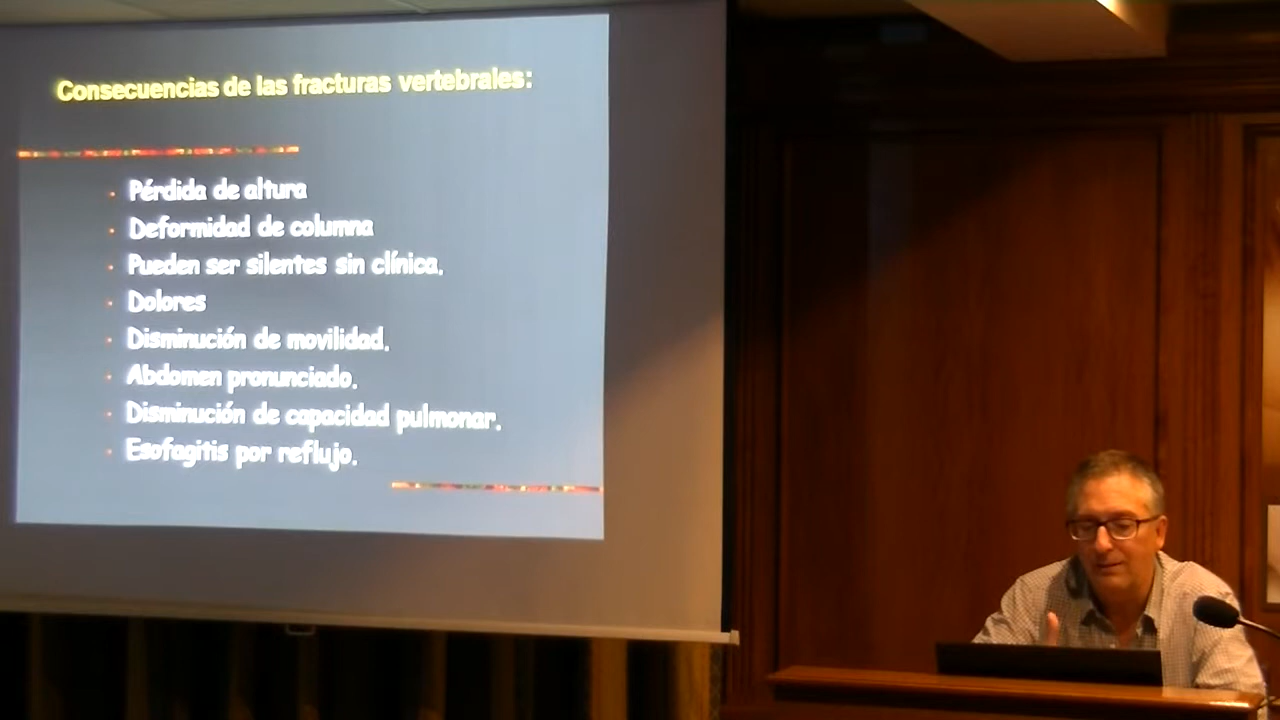 Consecuencias de las fracturas vertebrales:
Pérdida de altura
Deformidad de columna
Pueden ser silentes sin clínica.
Dolores
Disminución de movilidad.
Abdomen pronunciado.
Disminución de capacidad pulmonar.
Esofagitis por reflujo.